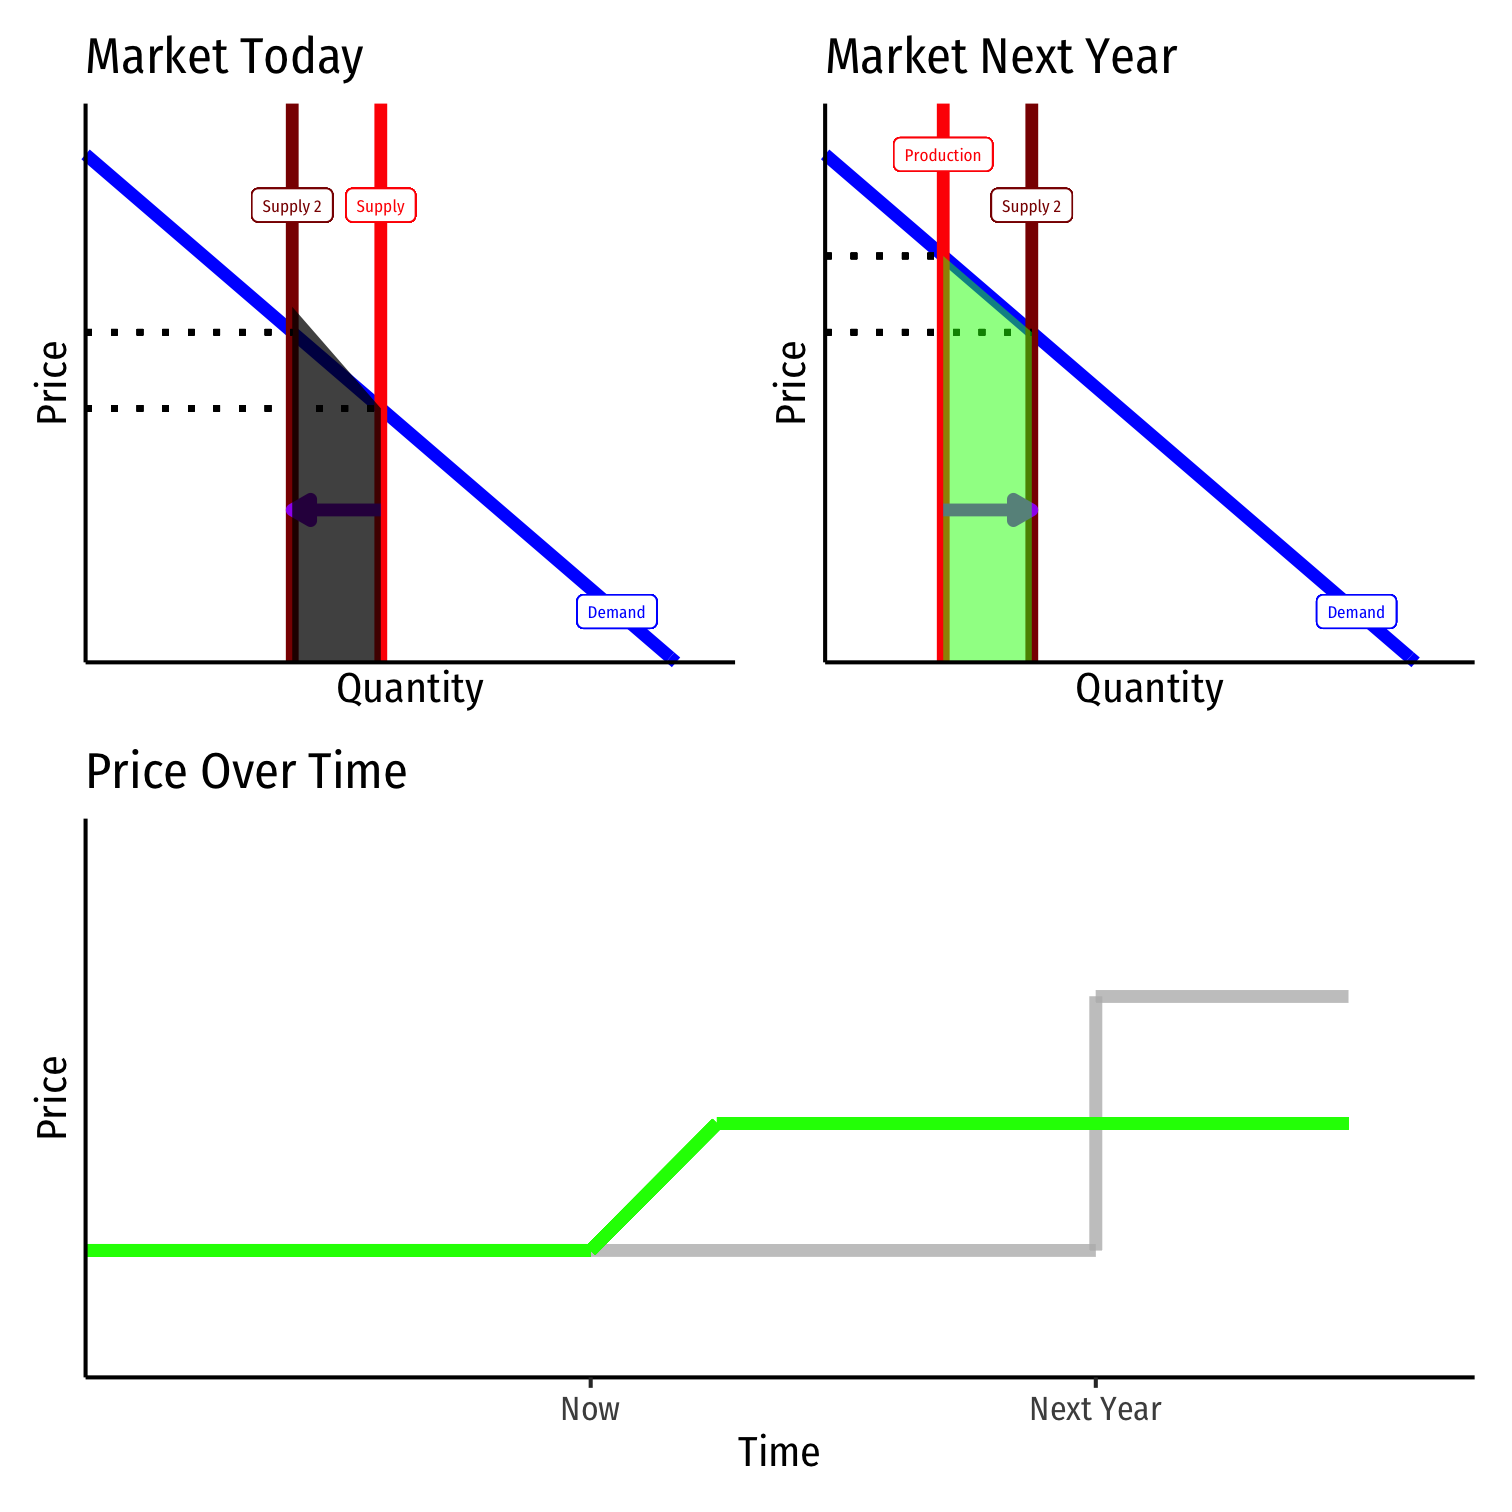 Market Today
Supply 2
Supply
Demand
Price
Quantity
Market Next Year
Production
Supply 2
Demand
Price
Quantity
Price Over Time
Price
Now
Next Year
Time